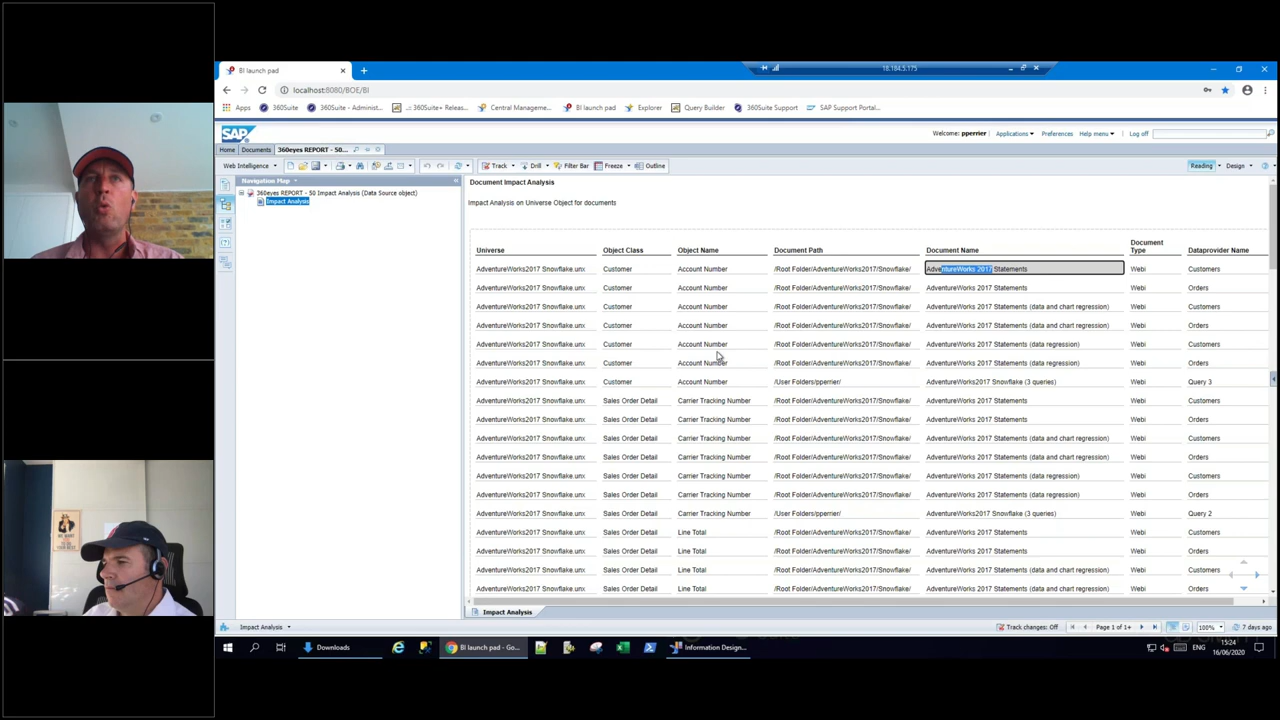 BI launch pad
18.184.5.175
localhost:8080/BOE/BI
Apps
360Suite
360Suite - Administ...
.::360Suite+ Releas...
Central Manageme...
BI launch pad
Explorer
Query Builder
360Suite Support
SAP Support Portal...
SAP
Welcome: pperrier
Applications
Preferences
Help menu
Log off
Home
Documents
360eyes REPORT - 50...
Web Intelligence
Track
Drill
Filter Bar
Freeze
Outline
Reading
Design
Navigation Map
360eyes REPORT - 50 Impact Analysis (Data Source object)
Impact Analysis
Document Impact Analysis
Impact Analysis on Universe Object for documents
Universe Object Class Object Name Document Path Document Name Document Type Dataprovider Name
AdventureWorks2017 Snowflake.unx Customer Account Number /Root Folder/AdventureWorks2017/Snowflake/ AdventureWorks 2017 Statements Webi Customers
AdventureWorks2017 Snowflake.unx Customer Account Number /Root Folder/AdventureWorks2017/Snowflake/ AdventureWorks 2017 Statements Webi Orders
AdventureWorks2017 Snowflake.unx Customer Account Number /Root Folder/AdventureWorks2017/Snowflake/ AdventureWorks 2017 Statements (data and chart regression) Webi Customers
AdventureWorks2017 Snowflake.unx Customer Account Number /Root Folder/AdventureWorks2017/Snowflake/ AdventureWorks 2017 Statements (data and chart regression) Webi Orders
AdventureWorks2017 Snowflake.unx Customer Account Number /Root Folder/AdventureWorks2017/Snowflake/ AdventureWorks 2017 Statements (data regression) Webi Customers
AdventureWorks2017 Snowflake.unx Customer Account Number /Root Folder/AdventureWorks2017/Snowflake/ AdventureWorks 2017 Statements (data regression) Webi Orders
AdventureWorks2017 Snowflake.unx Customer Account Number /User Folders/pperrier/ AdventureWorks2017 Snowflake (3 queries) Webi Query 3
AdventureWorks2017 Snowflake.unx Sales Order Detail Carrier Tracking Number /Root Folder/AdventureWorks2017/Snowflake/ AdventureWorks 2017 Statements Webi Customers
AdventureWorks2017 Snowflake.unx Sales Order Detail Carrier Tracking Number /Root Folder/AdventureWorks2017/Snowflake/ AdventureWorks 2017 Statements Webi Orders
AdventureWorks2017 Snowflake.unx Sales Order Detail Carrier Tracking Number /Root Folder/AdventureWorks2017/Snowflake/ AdventureWorks 2017 Statements (data and chart regression) Webi Customers
AdventureWorks2017 Snowflake.unx Sales Order Detail Carrier Tracking Number /Root Folder/AdventureWorks2017/Snowflake/ AdventureWorks 2017 Statements (data and chart regression) Webi Orders
AdventureWorks2017 Snowflake.unx Sales Order Detail Carrier Tracking Number /Root Folder/AdventureWorks2017/Snowflake/ AdventureWorks 2017 Statements (data regression) Webi Customers
AdventureWorks2017 Snowflake.unx Sales Order Detail Carrier Tracking Number /Root Folder/AdventureWorks2017/Snowflake/ AdventureWorks 2017 Statements (data regression) Webi Orders
AdventureWorks2017 Snowflake.unx Sales Order Detail Carrier Tracking Number /User Folders/pperrier/ AdventureWorks2017 Snowflake (3 queries) Webi Query 2
AdventureWorks2017 Snowflake.unx Sales Order Detail Line Total /Root Folder/AdventureWorks2017/Snowflake/ AdventureWorks 2017 Statements Webi Customers
AdventureWorks2017 Snowflake.unx Sales Order Detail Line Total /Root Folder/AdventureWorks2017/Snowflake/ AdventureWorks 2017 Statements Webi Orders
AdventureWorks2017 Snowflake.unx Sales Order Detail Line Total /Root Folder/AdventureWorks2017/Snowflake/ AdventureWorks 2017 Statements (data and chart regression) Webi Customers
AdventureWorks2017 Snowflake.unx Sales Order Detail Line Total /Root Folder/AdventureWorks2017/Snowflake/ AdventureWorks 2017 Statements (data and chart regression) Webi Orders
Impact Analysis
Impact Analysis
Track changes: Off
Page 1 of 1+
100%
7 days ago
Downloads
BI launch pad - Go...
Information Design...
ENG
15:24
16/06/2020